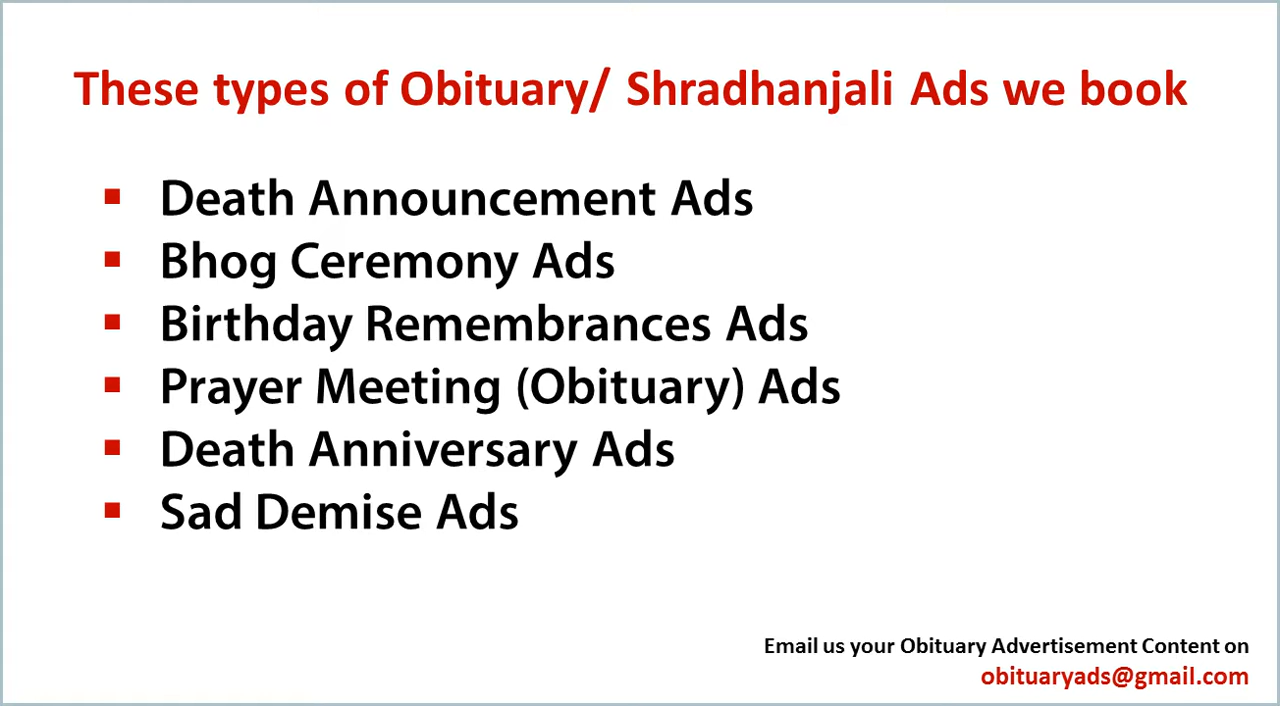 These types of Obituary/ Shradhanjali Ads we book
▪ Death Announcement Ads
▪ Bhog Ceremony Ads
▪ Birthday Remembrances Ads
▪ Prayer Meeting (Obituary) Ads
▪ Death Anniversary Ads
▪ Sad Demise Ads
Email us your Obituary Advertisement Content on
obituaryads@gmail.com